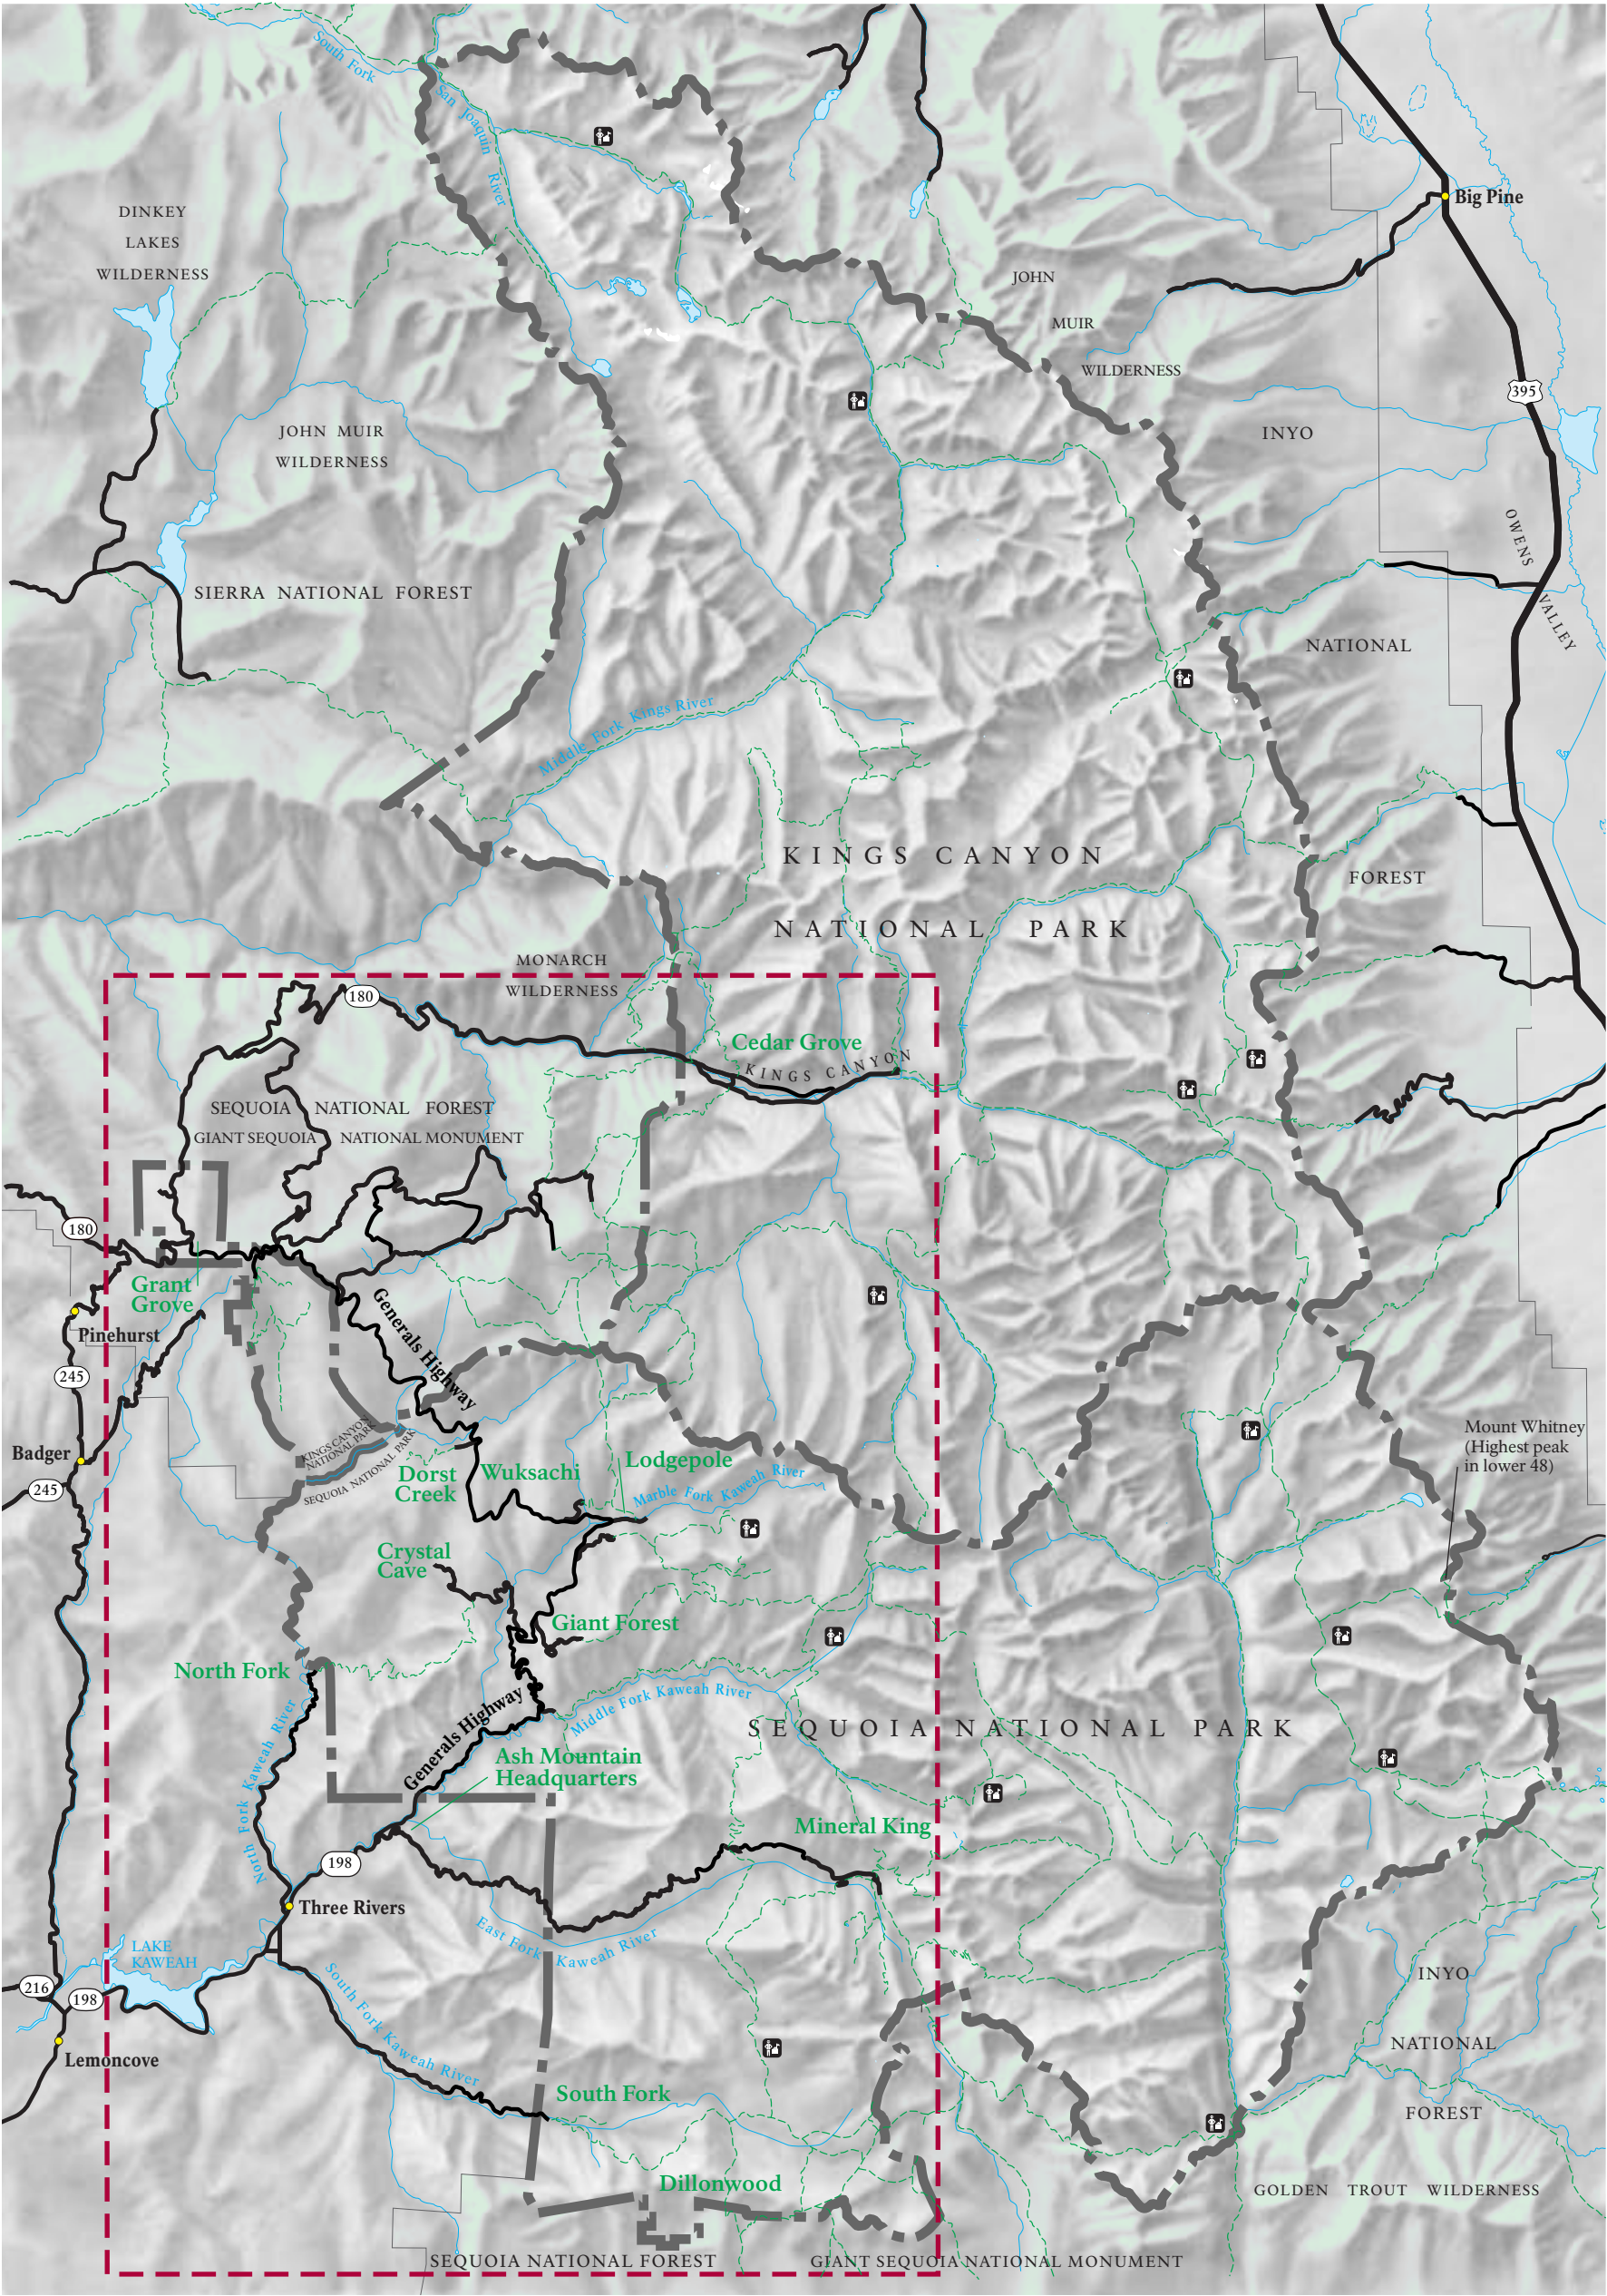 South Fork
San Joaquin
River
DINKEY
LAKES
WILDERNESS
Big Pine
JOHN
MUIR
WILDERNESS
395
JOHN MUIR
WILDERNESS
INYO
OWENS
VALLEY
SIERRA NATIONAL FOREST
NATIONAL
Middle Fork Kings River
KINGS CANYON
NATIONAL PARK
FOREST
MONARCH
WILDERNESS
180
Cedar Grove
KINGS CANYON
SEQUOIA NATIONAL FOREST
GIANT SEQUOIA NATIONAL MONUMENT
180
Grant
Grove
Pinehurst
Generals Highway
245
KINGS CANYON
NATIONAL PARK
SEQUOIA NATIONAL PARK
Badger
245
Dorst
Creek
Wuksachi
Lodgepole
Marble Fork Kaweah River
Mount Whitney
(Highest peak
in lower 48)
Crystal
Cave
Giant Forest
North Fork
Middle Fork Kaweah River
Generals Highway
North Fork Kaweah River
SEQUOIA NATIONAL PARK
Ash Mountain
Headquarters
Mineral King
198
Three Rivers
East Fork Kaweah River
LAKE
KAWEAH
216
198
South Fork Kaweah River
Lemoncove
INYO
NATIONAL
FOREST
South Fork
Dillonwood
GOLDEN TROUT WILDERNESS
SEQUOIA NATIONAL FOREST
GIANT SEQUOIA NATIONAL MONUMENT